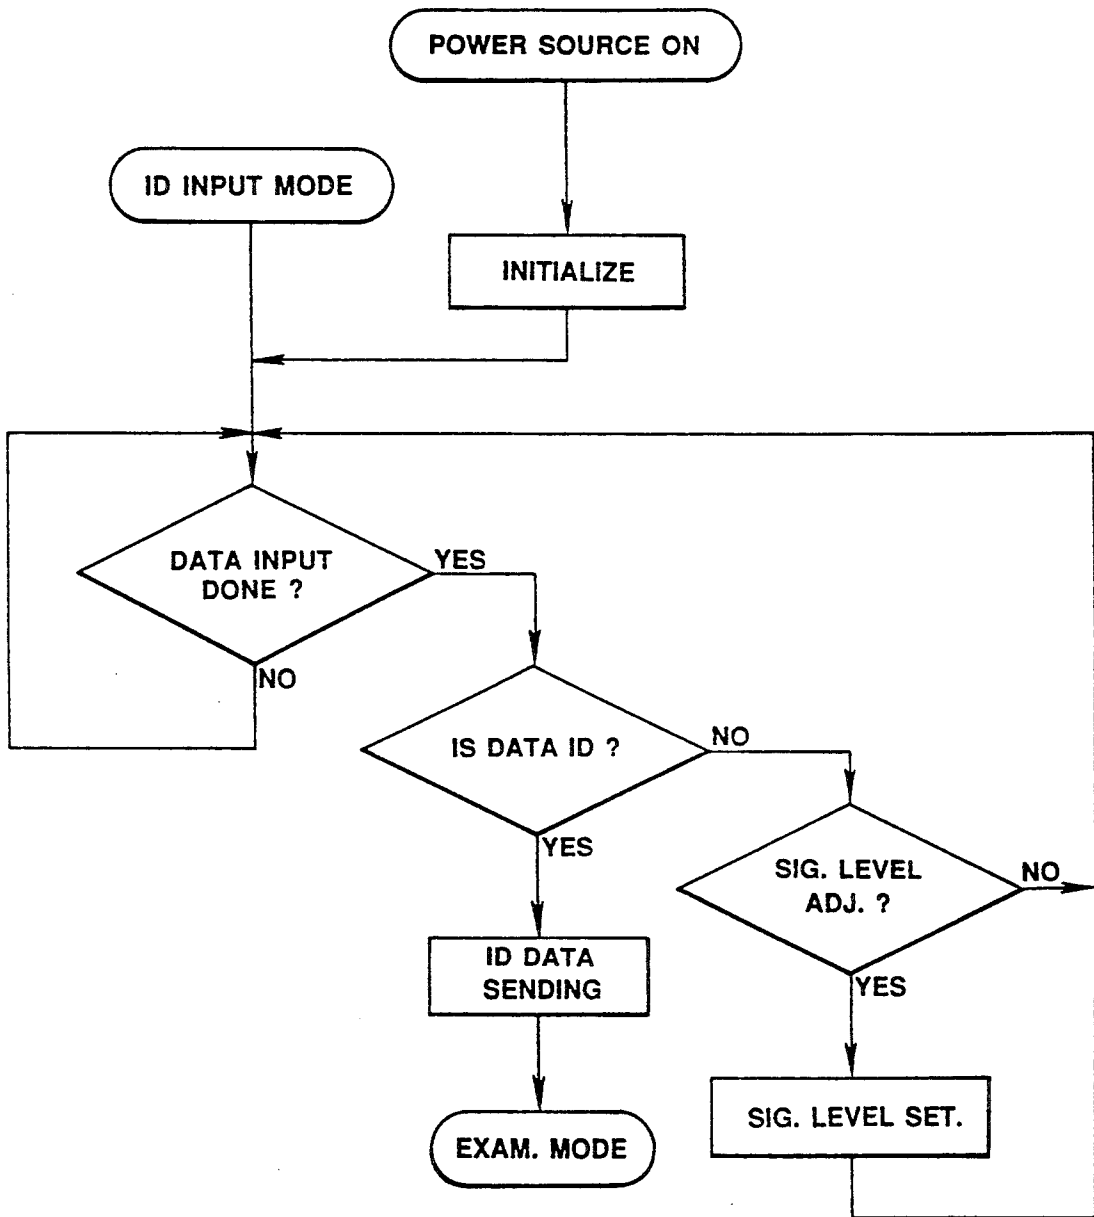 POWER SOURCE ON
ID INPUT MODE
INITIALIZE
DATA INPUT
DONE ?
YES
NO
IS DATA ID ?
NO
YES
SIG. LEVEL
ADJ. ?
NO
YES
ID DATA
SENDING
SIG. LEVEL SET.
EXAM. MODE